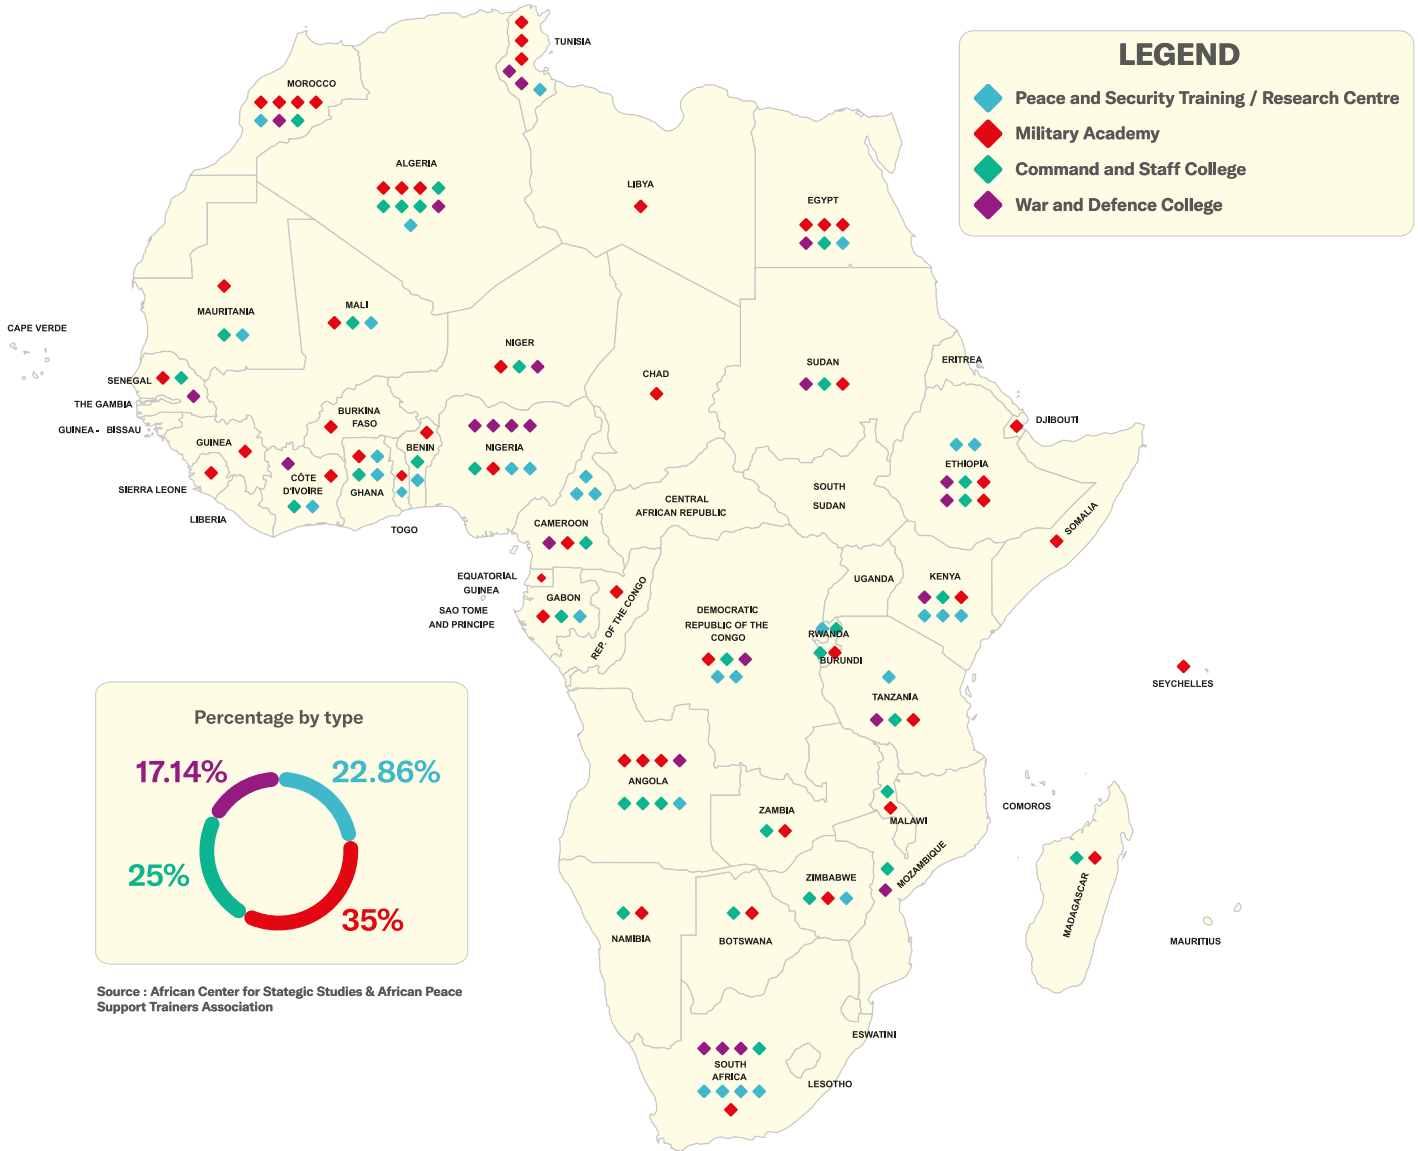 TUNISIA
MOROCCO
ALGERIA
LIBYA
EGYPT
LEGEND
Peace and Security Training / Research Centre
Military Academy
Command and Staff College
War and Defence College
MAURITANIA
MALI
NIGER
CHAD
SUDAN
ERITREA
CAPE VERDE
SENEGAL
THE GAMBIA
GUINEA - BISSAU
GUINEA
SIERRA LEONE
LIBERIA
BURKINA
FASO
CÔTE
D'IVOIRE
GHANA
BENIN
TOGO
NIGERIA
DJIBOUTI
ETHIOPIA
SOMALIA
SOUTH
SUDAN
CENTRAL
AFRICAN REPUBLIC
CAMEROON
EQUATORIAL
GUINEA
SAO TOME
AND PRINCIPE
GABON
REP. OF THE CONGO
DEMOCRATIC
REPUBLIC OF THE
CONGO
UGANDA
KENYA
RWANDA
BURUNDI
TANZANIA
SEYCHELLES
ANGOLA
ZAMBIA
MALAWI
COMOROS
MOZAMBIQUE
MADAGASCAR
MAURITIUS
ZIMBABWE
NAMIBIA
BOTSWANA
ESWATINI
SOUTH
AFRICA
LESOTHO
Percentage by type
17.14%
22.86%
25%
35%
Source : African Center for Stategic Studies & African Peace
Support Trainers Association